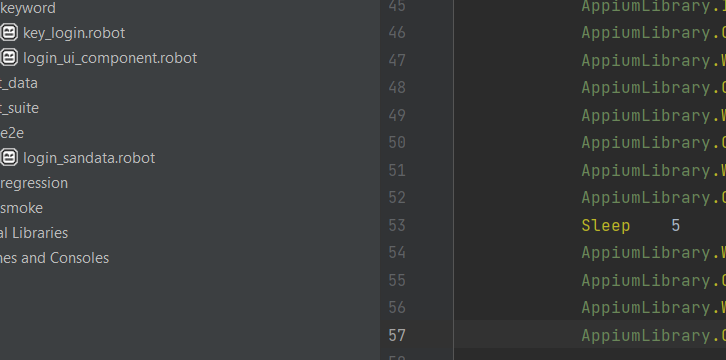 keyword
key_login.robot
login_ui_component.robot
t_data
t_suite
e2e
login_sandata.robot
regression
smoke
al Libraries
nes and Consoles
45 AppiumLibrary.
46 AppiumLibrary.
47 AppiumLibrary.W
48 AppiumLibrary.
49 AppiumLibrary.W
50 AppiumLibrary.
51 AppiumLibrary.W
52 AppiumLibrary.
53 Sleep 5
54 AppiumLibrary.W
55 AppiumLibrary.
56 AppiumLibrary.W
57 AppiumLibrary.